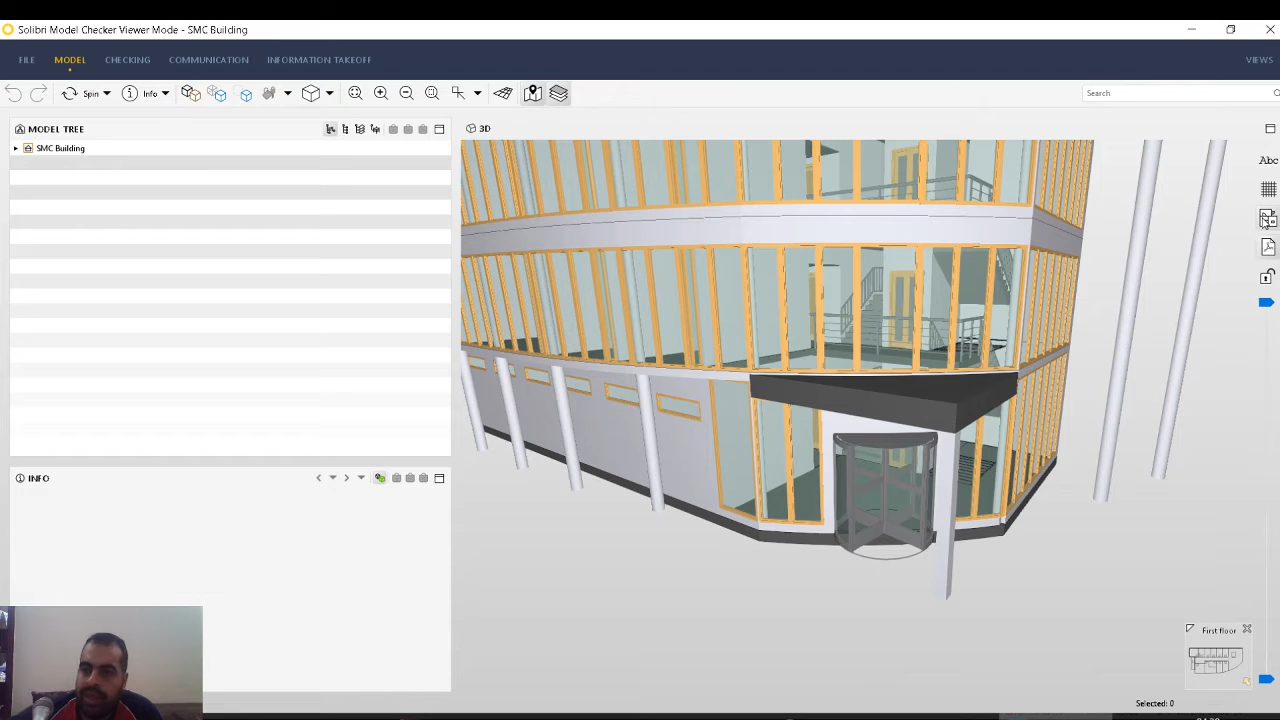 Solibri Model Checker Viewer Mode - SMC Building
FILE MODEL CHECKING COMMUNICATION INFORMATION TAKEOFF VIEWS
Spin Info Search
MODEL TREE
SMC Building
INFO
3D
Abc
First floor
Selected: 0